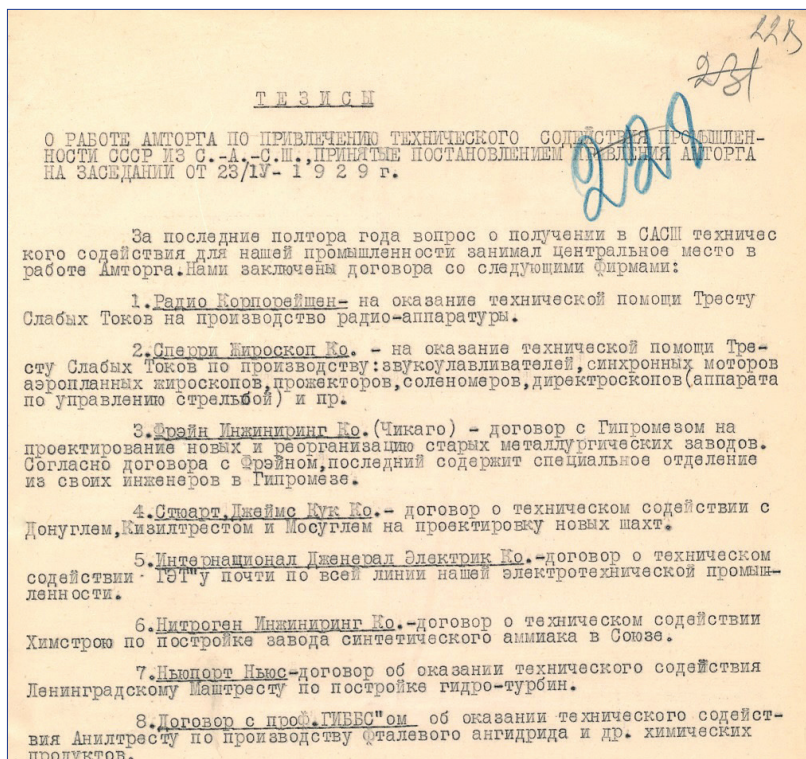 228
231
228
ТЕЗИСЫ
О РАБОТЕ АМТОРГА ПО ПРИВЛЕЧЕНИЮ ТЕХНИЧЕСКОГО СОДЕЙСТВИЯ ПРОМЫШЛЕН-
НОСТИ СССР ИЗ С.-А.-С.Ш.,ПРИНЯТЫЕ ПОСТАНОВЛЕНИЕМ ПРАВЛЕНИЯ АМТОРГА
НА ЗАСЕДАНИИ ОТ 23/1У- 1 9 2 9 г.
За последние полтора года вопрос о получении в САСШ техничес
кого содействия для нашей промышленности занимал центральное место в
работе Амторга.Нами заключены договора со следующими фирмами:
1.Радио Корпорейшен- на оказание технической помощи Тресту
Слабых Токов на производство радио-аппаратуры.
2.Сперри Жироскоп Ко. - на оказание технической помощи Тре-
сту Слабых Токов по производству:звукоулавливателей,синхронных моторов
аэропланных жироскопов,прожекторов,соленомеров,директроскопов(аппарата
по управлению стрельбой) и пр.
3.Фрэйн Инжиниринг Ко.(Чикаго) - договор с Гипромезом на
проектирование новых и реорганизацию старых металлургических заводов.
Согласно договора с Фрэйном,последний содержит специальное отделение
из своих инженеров в Гипромезе.
4.Стюарт,Джеймс Кук Ко.- договор о техническом содействии с
Донуглем,Кизилтрестом и Мосуглем на проектировку новых шахт.
5.Интернационал Дженерал Электрик Ко.-договор о техническом
содействии ГЭТ"у почти по всей линии нашей электротехнической промыш-
ленности.
6.Нитроген Инжиниринг Ко.-договор о техническом содействии
Химстрою по постройке завода синтетического аммиака в Союзе.
7.Ньюпорт Ньюс-договор об оказании технического содействия
Ленинградскому Маштресту по постройке гидро-турбин.
8.Договор с проф.ГИББС"ом об оказании технического содейст-
вия Анилтресту по производству фталевого ангидрида и др. химических
продуктов.